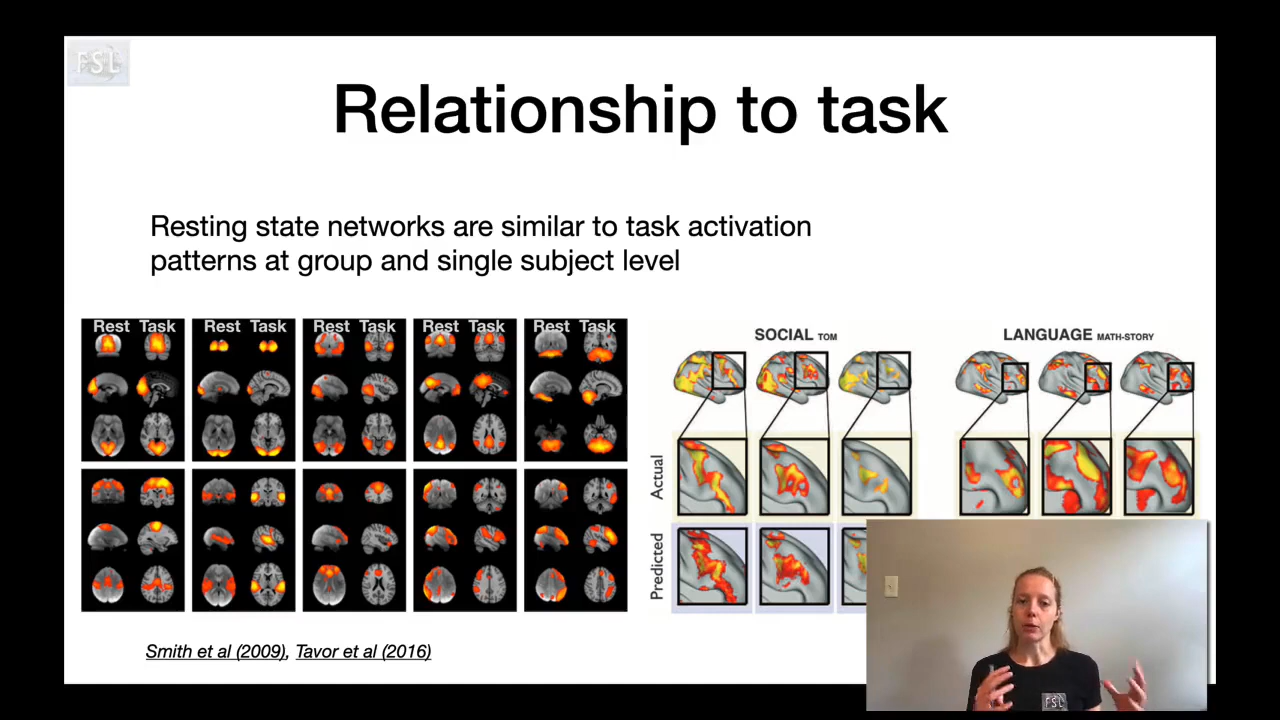 FSL
Relationship to task
Resting state networks are similar to task activation
patterns at group and single subject level
Rest Task Rest Task Rest Task Rest Task Rest Task
SOCIAL TOM
LANGUAGE MATH-STORY
Actual
Predicted
Smith et al (2009), Tavor et al (2016)
FSL